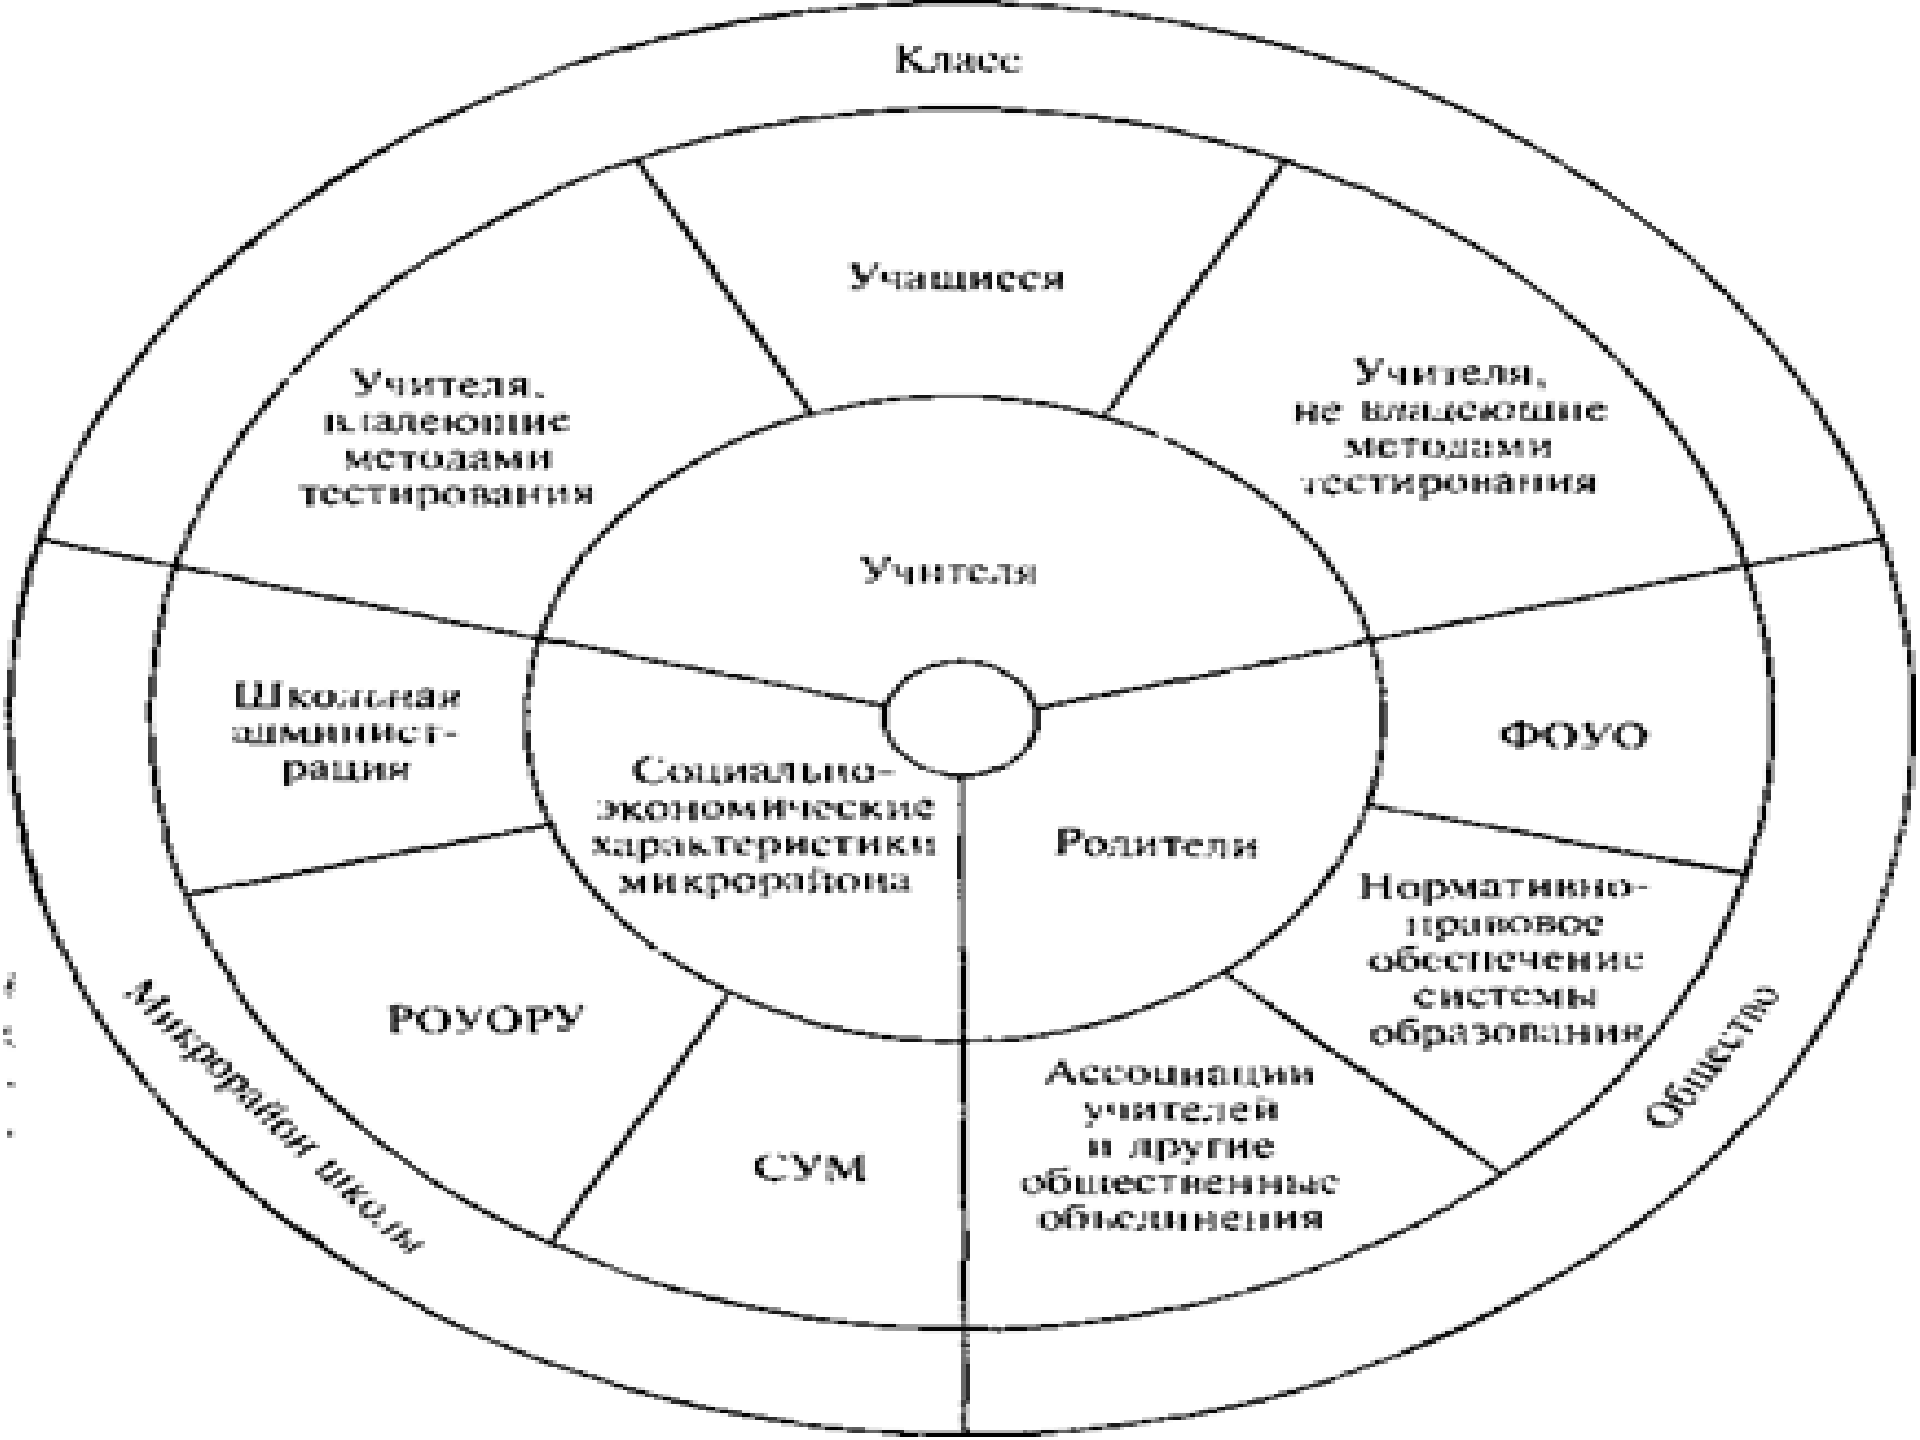 Класс
Учащиеся
Учителя,
владеющие
методами
тестирования
Учителя,
не владеющие
методами
тестирования
Учителя
Школьная
админист-
рация
ФОУО
Социально-
экономические
характеристики
микрорайона
Родители
Нормативно-
правовое
обеспечение
системы
образования
РОУОРУ
СУМ
Ассоциации
учителей
и другие
общественные
объединения
Микрорайон школы
Общество